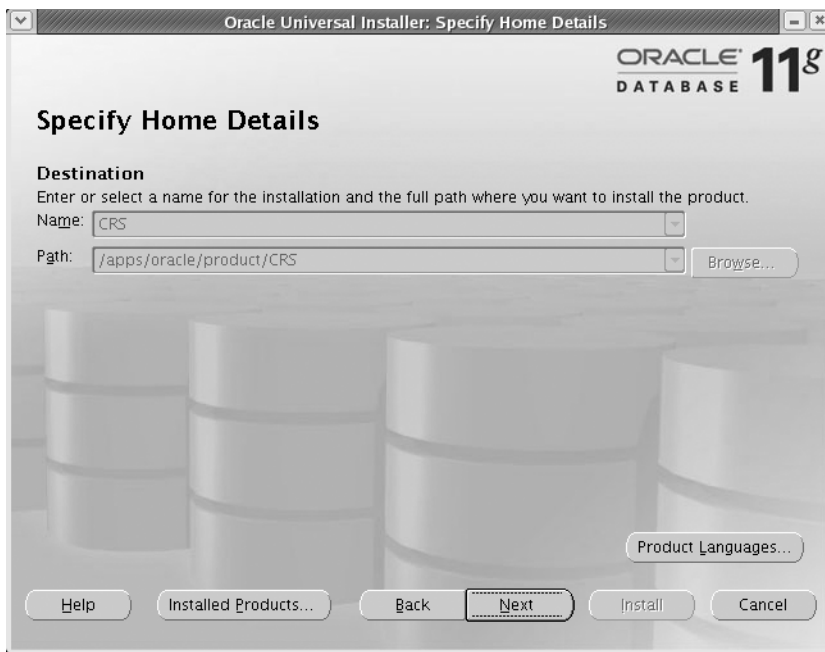 Oracle Universal Installer: Specify Home Details
ORACLE 11g
DATABASE
Specify Home Details
Destination
Enter or select a name for the installation and the full path where you want to install the product.
Name: CRS
Path: /apps/oracle/product/CRS Browse...
Product Languages...
Help Installed Products... Back Next Install Cancel